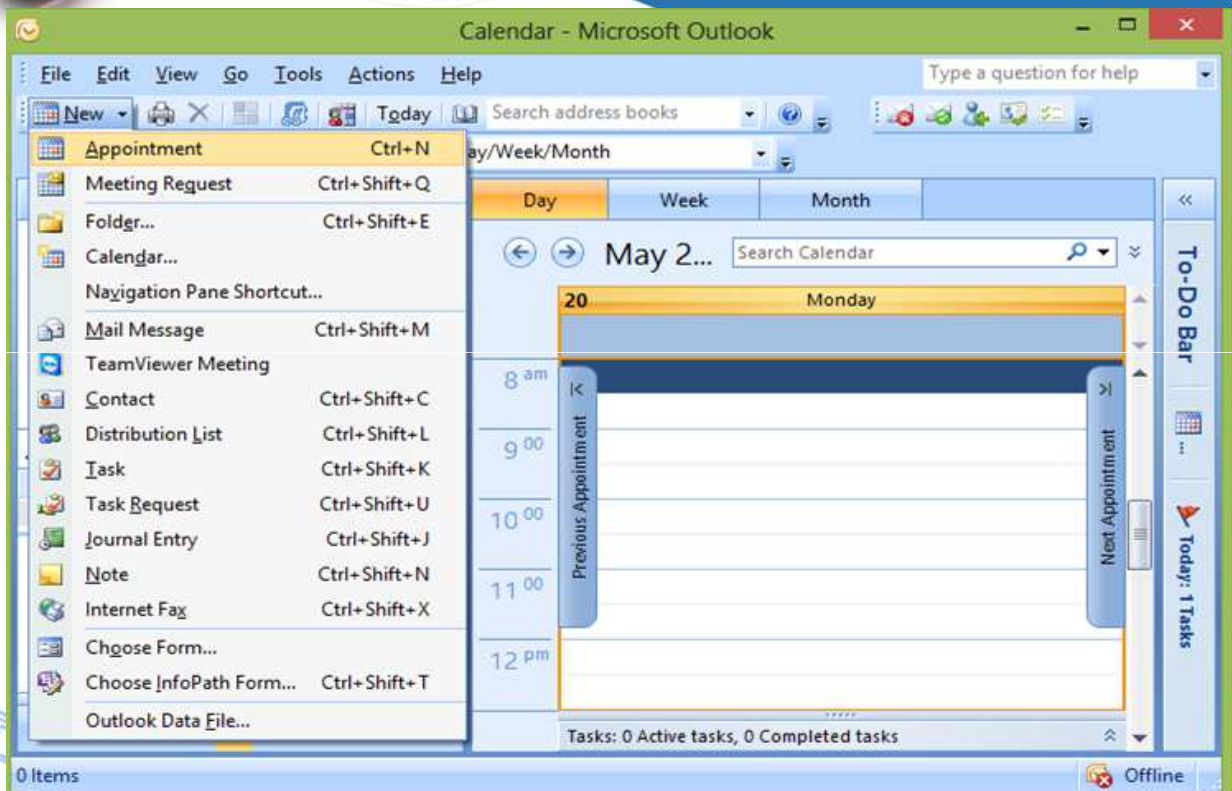 Calendar - Microsoft Outlook
File Edit View Go Tools Actions Help
Type a question for help
New Today Search address books
ay/Week/Month
Appointment Ctrl+N
Meeting Request Ctrl+Shift+Q
Folder... Ctrl+Shift+E
Calendar...
Navigation Pane Shortcut...
Mail Message Ctrl+Shift+M
TeamViewer Meeting
Contact Ctrl+Shift+C
Distribution List Ctrl+Shift+L
Task Ctrl+Shift+K
Task Request Ctrl+Shift+U
Journal Entry Ctrl+Shift+J
Note Ctrl+Shift+N
Internet Fax Ctrl+Shift+X
Choose Form...
Choose InfoPath Form... Ctrl+Shift+T
Outlook Data File...
Day Week Month
May 2... Search Calendar
20 Monday
8 am
9 00
10 00
11 00
12 pm
Previous Appointment
Next Appointment
Tasks: 0 Active tasks, 0 Completed tasks
«
To-Do Bar
...
Today: 1 Tasks
0 Items
Offline